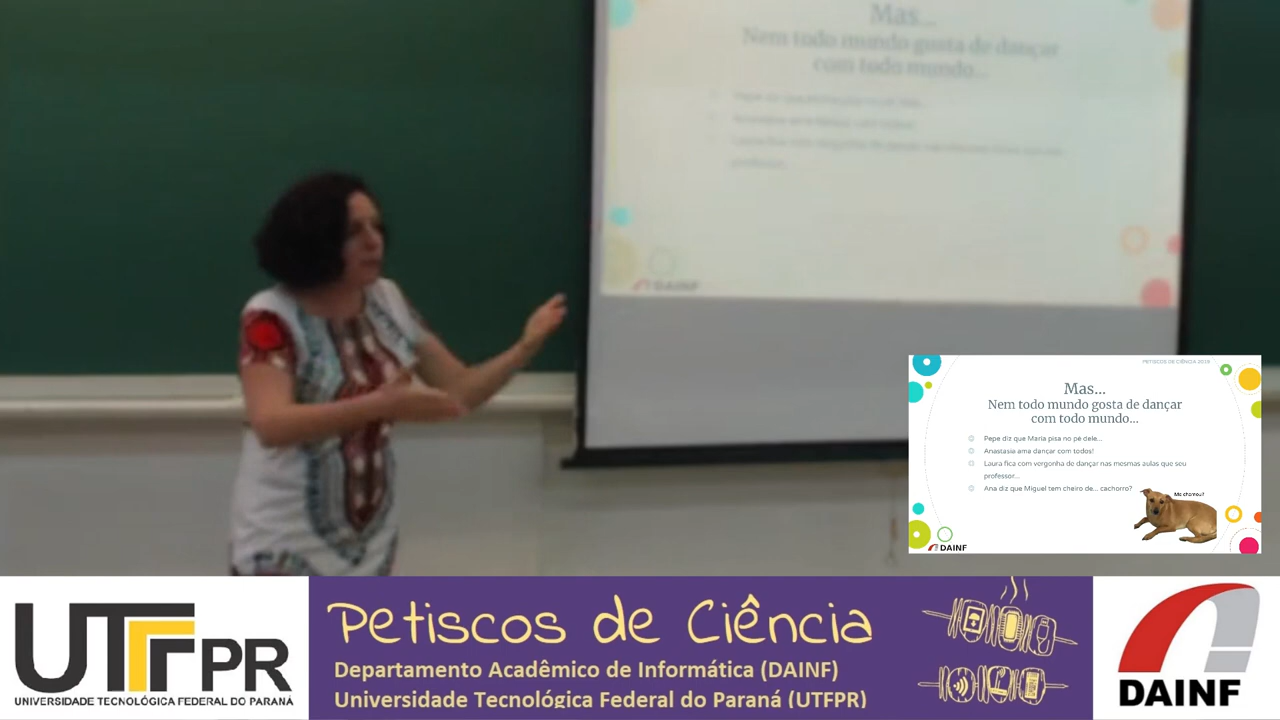 Mas...
Nem todo mundo gosta de dançar
com todo mundo...
DAINF
PETISCOS DE CIÊNCIA 2019
Mas...
Nem todo mundo gosta de dançar
com todo mundo...
Pepe diz que Maria pisa no pé dele...
Anastasia ama dançar com todos!
Laura fica com vergonha de dançar nas mesmas aulas que seu
professor...
Ana diz que Miguel tem cheiro de... cachorro?
Me chamou?
DAINF
UTFPR
UNIVERSIDADE TECNOLÓGICA FEDERAL DO PARANÁ
Petiscos de Ciência
Departamento Acadêmico de Informática (DAINF)
Universidade Tecnológica Federal do Paraná (UTFPR)
DAINF